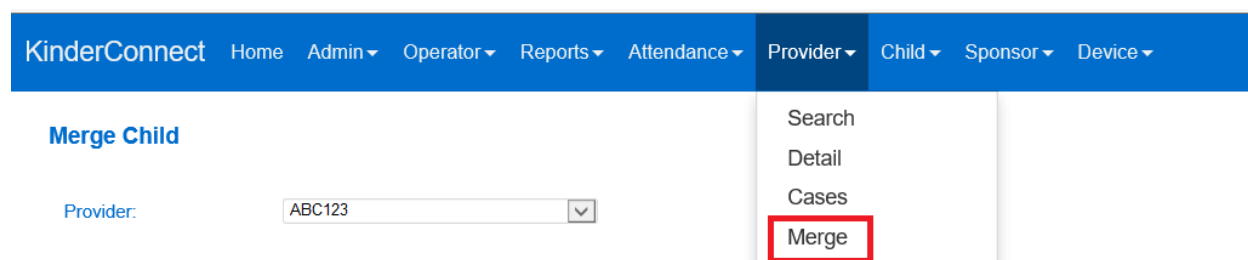 KinderConnect Home Admin Operator Reports Attendance Provider Child Sponsor Device
Search
Merge Child
Detail
Cases
Provider: ABC123
Merge